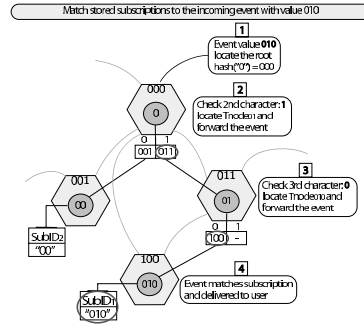 Match stored subscriptions to the incoming event with value 010
1
Event value 010
locate the root
hash("0") = 000
000
0
2
Check 2nd character: 1
locate Tnode01 and
forward the event
0 1
001 011
001
00
011
01
3
Check 3rd character: 0
locate Tnode010 and
forward the event
0 1
100 -
SubID2
"00"
100
010
4
Event matches subscription
and delivered to user
SubID1
"010"